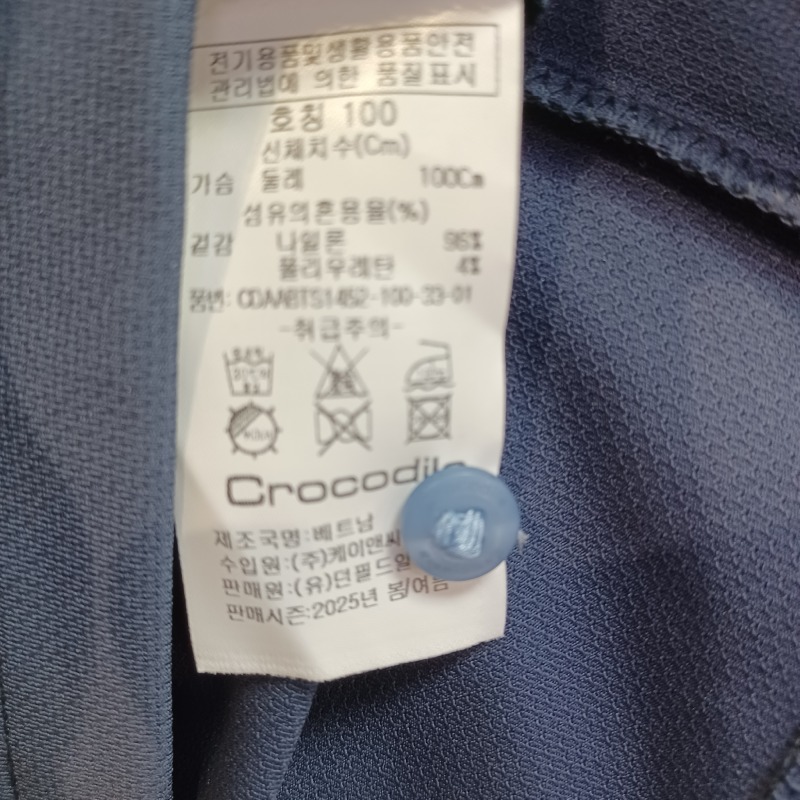 전기용품및생활용품안전
관리법에 의한 품질표시
호칭 100
신체치수(Cm)
가슴 둘레 100Cm
섬유의혼용율(%)
겉감 나일론 96%
폴리우레탄 4%
품번: CDAABTS1452-100-33-01
-취급주의-
Crocodile
제조국명:베트남
수입원:(주)케이앤씨
판매원:(유)던필드알
판매시즌:2025년 봄/여름